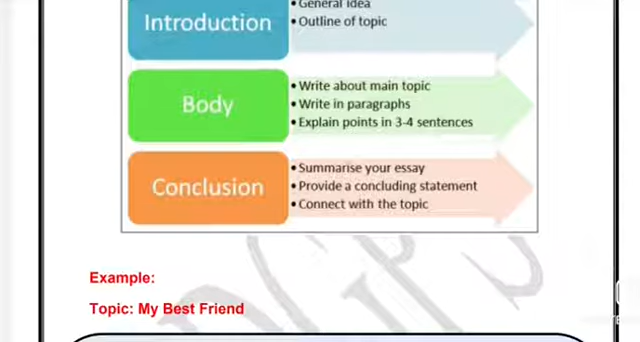 Introduction
• General idea
• Outline of topic
Body
• Write about main topic
• Write in paragraphs
• Explain points in 3-4 sentences
Conclusion
• Summarise your essay
• Provide a concluding statement
• Connect with the topic
Example:
Topic: My Best Friend